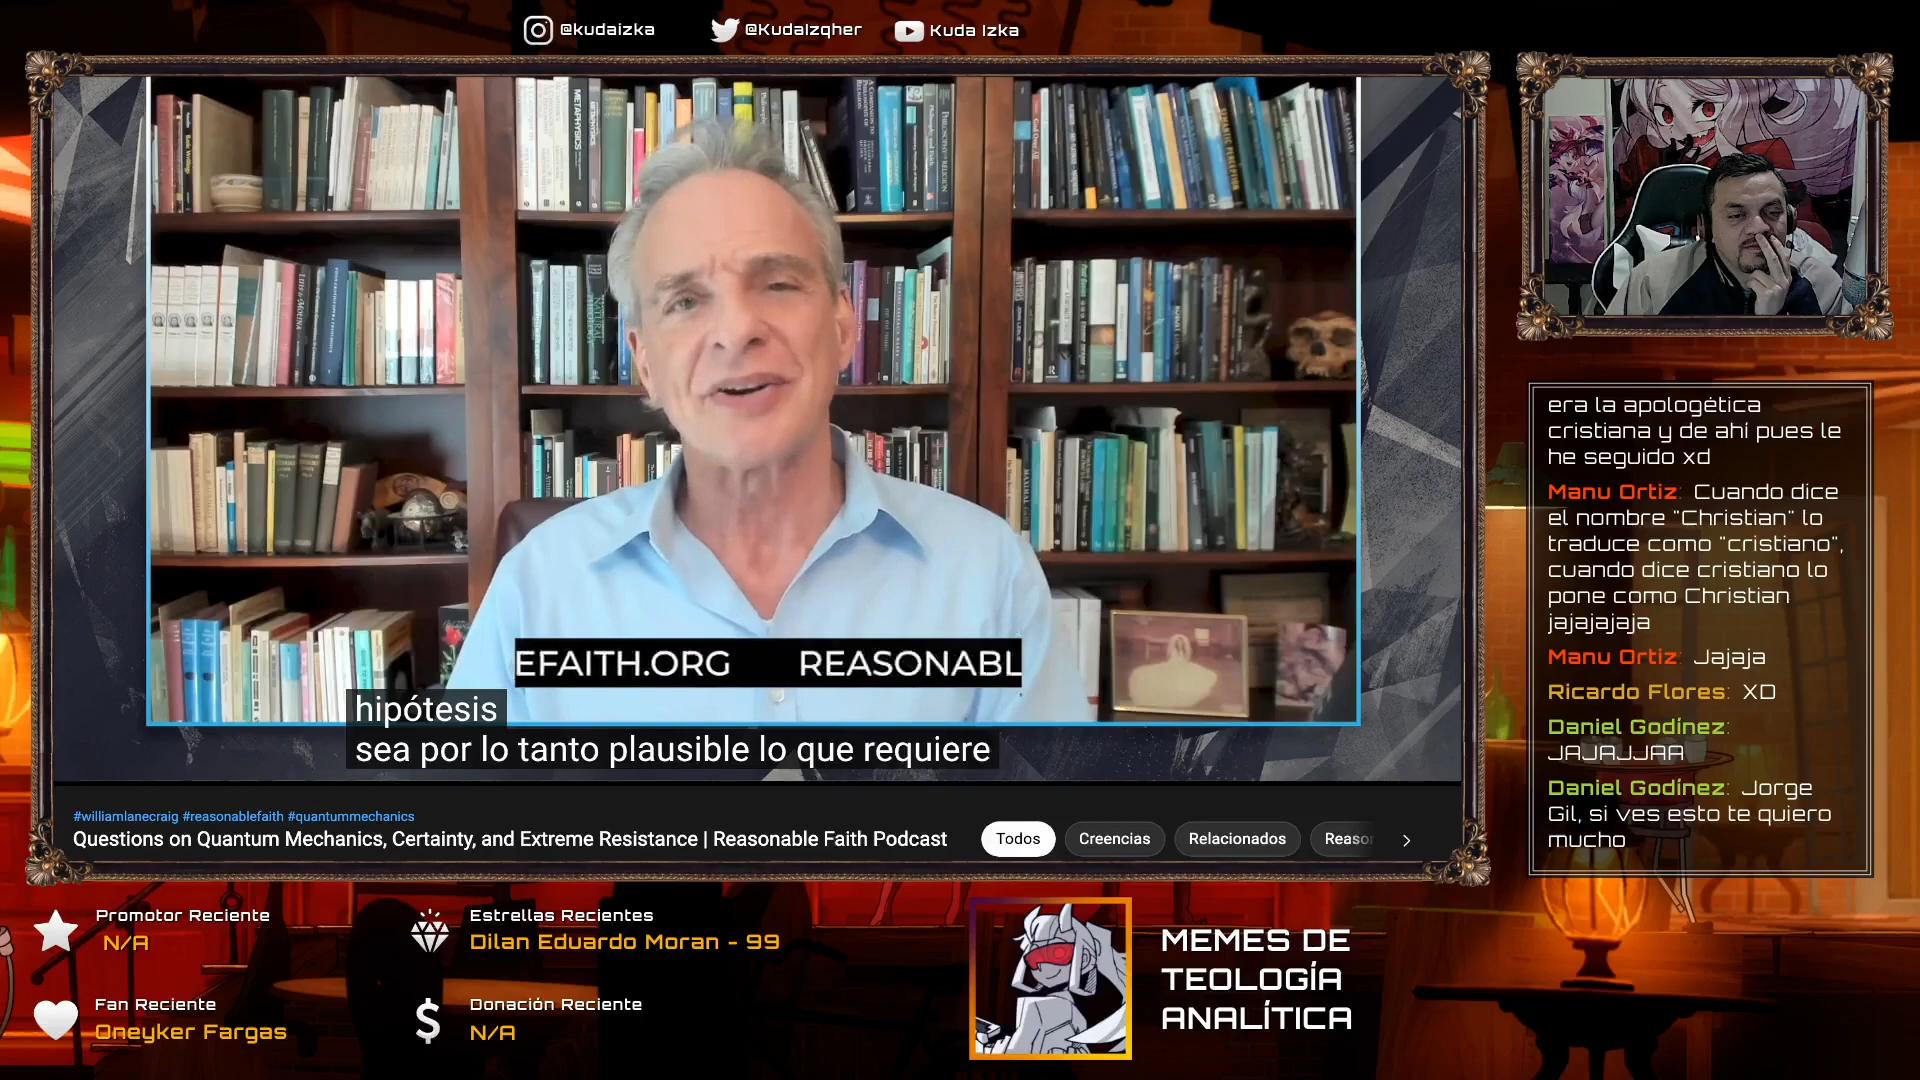 @kudaizka
@KudaIzqher
Kuda Izka
METAPHYSICS
EFAITH.ORG REASONABL
hipótesis
sea por lo tanto plausible lo que requiere
#williamlanecraig #reasonablefaith #quantummechanics
Questions on Quantum Mechanics, Certainty, and Extreme Resistance | Reasonable Faith Podcast
Todos
Creencias
Relacionados
Reason
era la apologética
cristiana y de ahí pues le
he seguido xd
Manu Ortiz: Cuando dice
el nombre "Christian" lo
traduce como "cristiano",
cuando dice cristiano lo
pone como Christian
jajajajaja
Manu Ortiz: Jajaja
Ricardo Flores: XD
Daniel Godínez:
JAJAJJJAA
Daniel Godínez: Jorge
Gil, si ves esto te quiero
mucho
Promotor Reciente
N/A
Estrellas Recientes
Dilan Eduardo Moran - 99
Fan Reciente
Oneyker Fargas
Donación Reciente
N/A
MEMES DE
TEOLOGÍA
ANALÍTICA